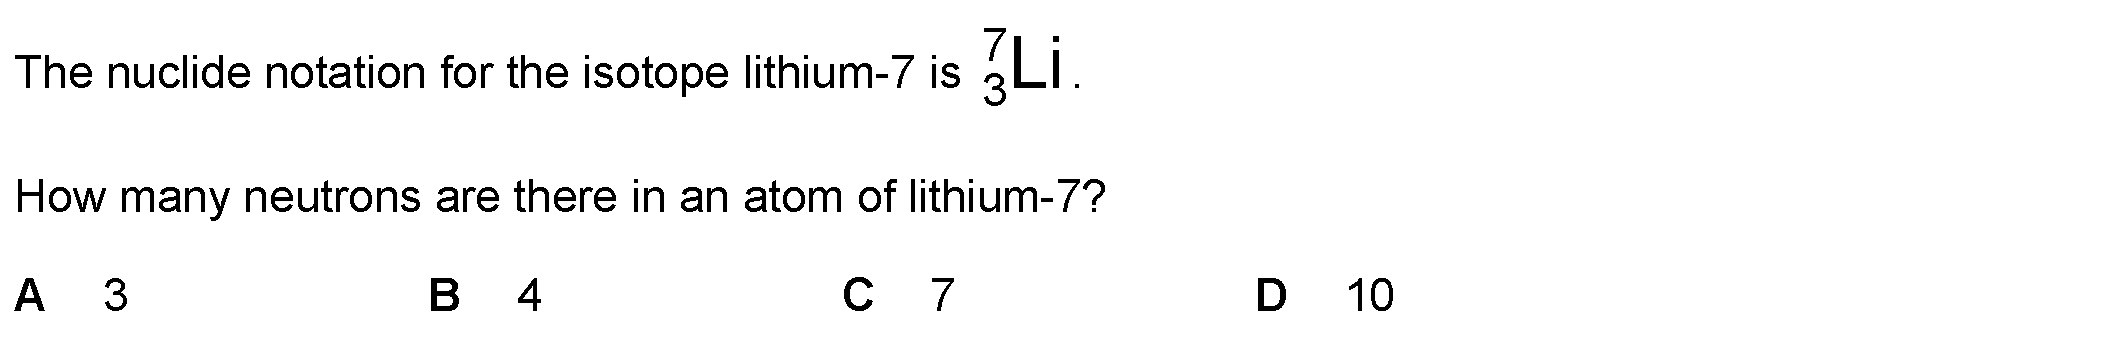 The nuclide notation for the isotope lithium-7 is ⁷₃Li.
How many neutrons are there in an atom of lithium-7?
A 3 B 4 C 7 D 10